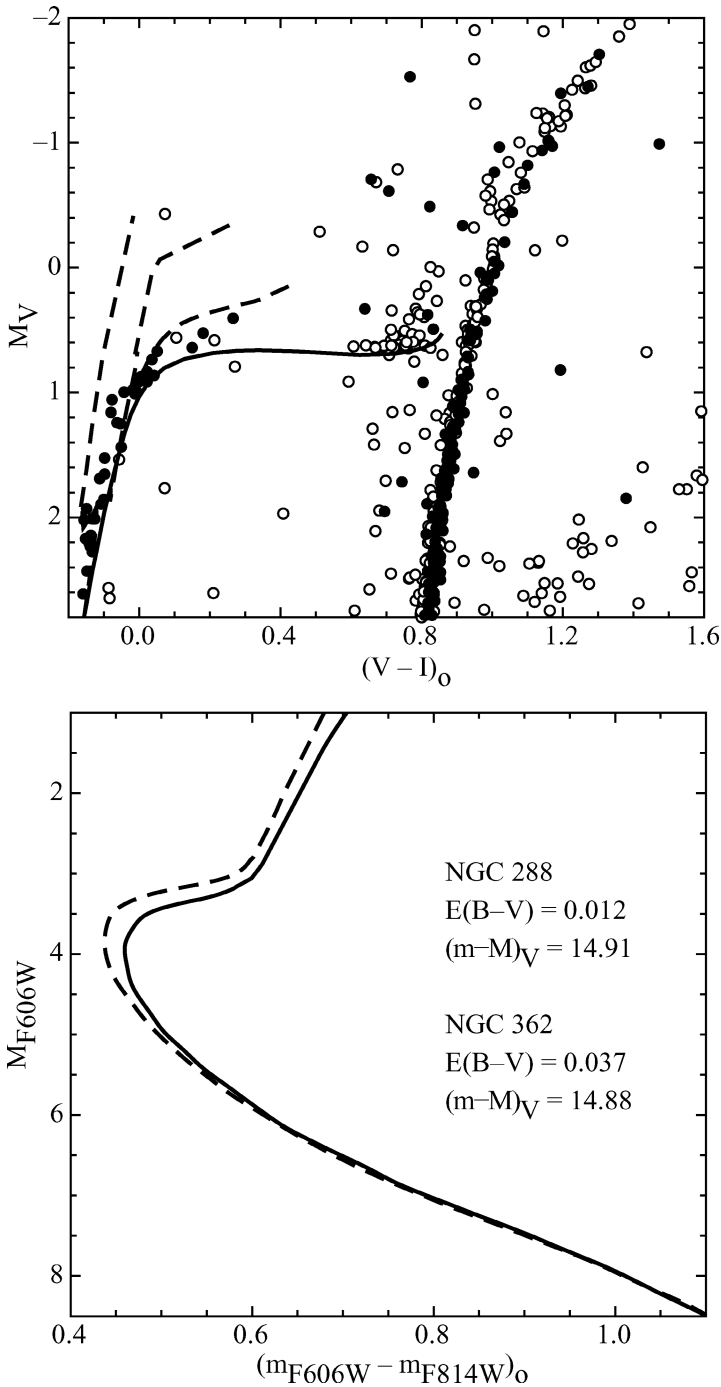 −2
−1
0
1
2
M_V
0.0 0.4 0.8 1.2 1.6
(V − I)_o
2
4
6
8
M_F606W
NGC 288
E(B−V) = 0.012
(m−M)_V = 14.91
NGC 362
E(B−V) = 0.037
(m−M)_V = 14.88
0.4 0.6 0.8 1.0
(m_F606W − m_F814W)_o